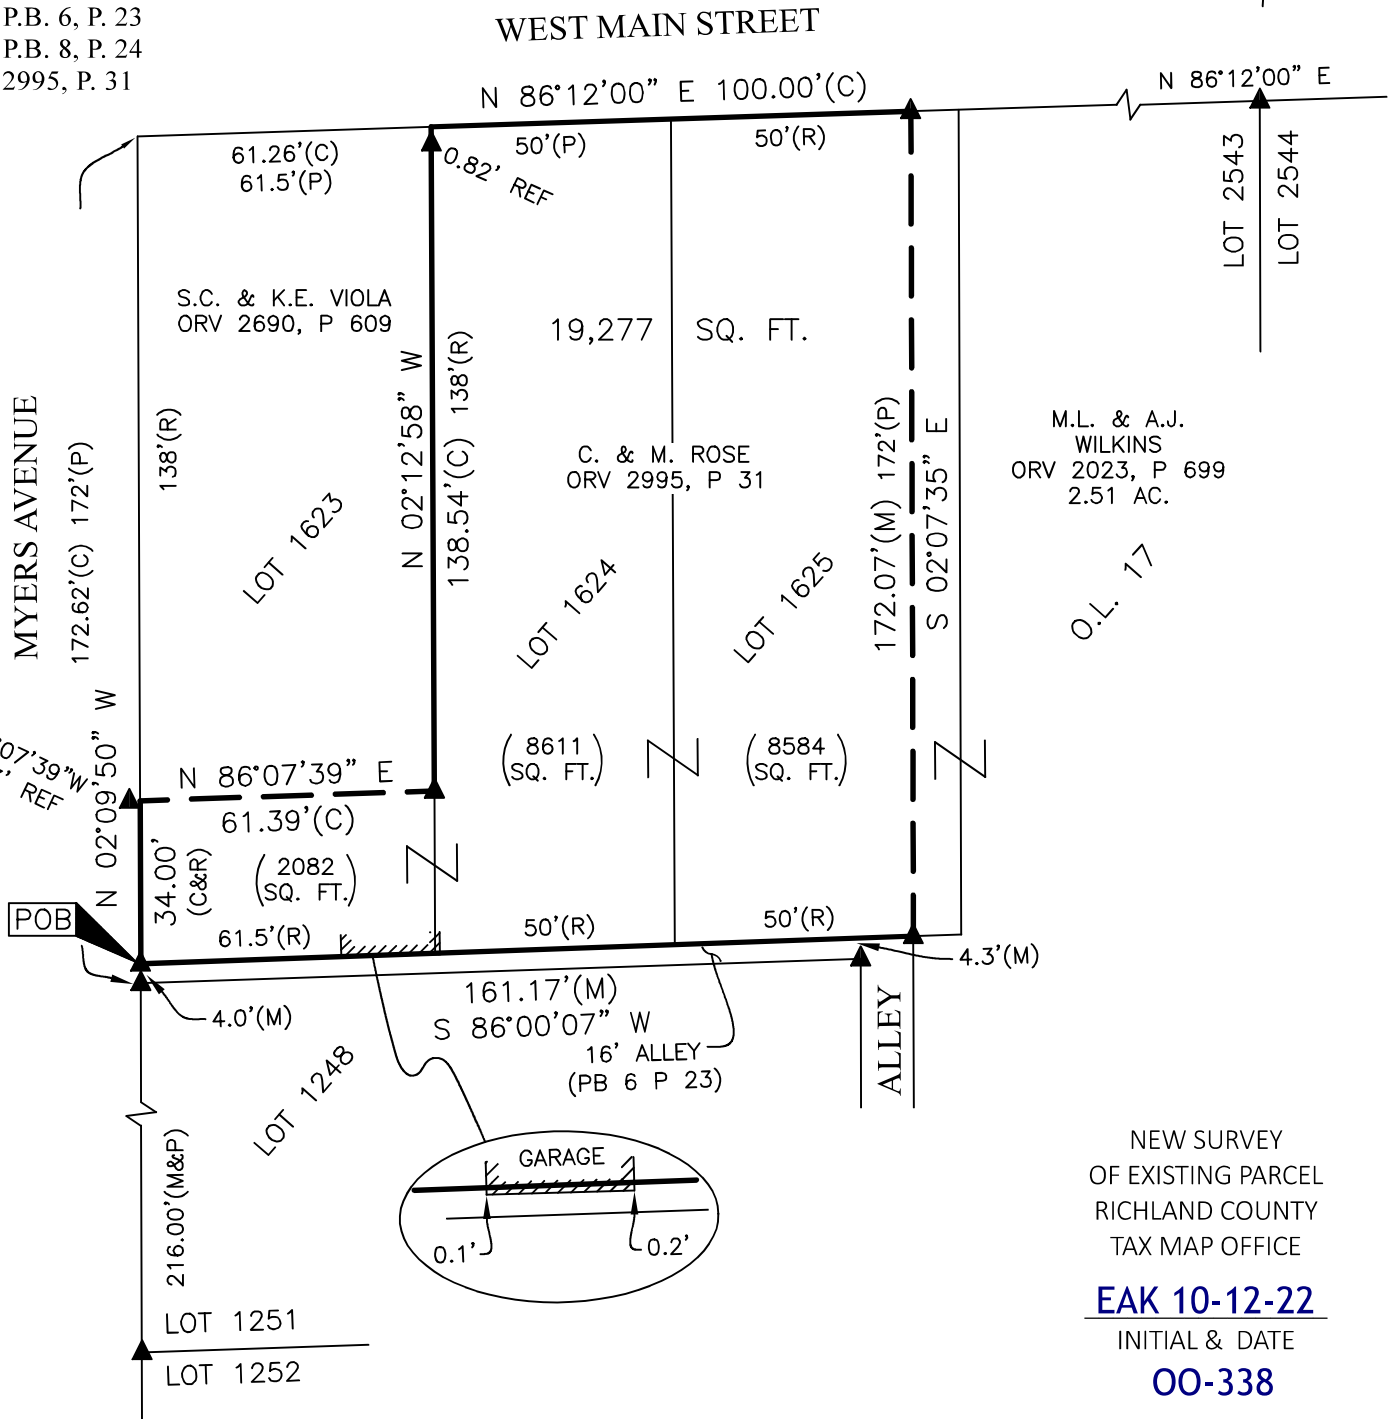 P.B. 6, P. 23
P.B. 8, P. 24
2995, P. 31
WEST MAIN STREET
N 86°12'00" E 100.00'(C)
N 86°12'00" E
61.26'(C)
61.5'(P)
0.82' REF
50'(P)
50'(R)
LOT 2543
LOT 2544
S.C. & K.E. VIOLA
ORV 2690, P 609
19,277 SQ. FT.
MYERS AVENUE
172.62'(C) 172'(P)
138'(R)
N 02°12'58" W
138.54'(C) 138'(R)
C. & M. ROSE
ORV 2995, P 31
172.07'(M) 172'(P)
S 02°07'35" E
M.L. & A.J.
WILKINS
ORV 2023, P 699
2.51 AC.
LOT 1623
LOT 1624
LOT 1625
O.L. 17
07'39"W
' REF
N 02°09'50" W
N 86°07'39" E
61.39'(C)
(8611
SQ. FT.)
(8584
SQ. FT.)
34.00'
(C&R)
(2082
SQ. FT.)
POB
61.5'(R)
50'(R)
50'(R)
4.3'(M)
4.0'(M)
161.17'(M)
S 86°00'07" W
16' ALLEY
(PB 6 P 23)
ALLEY
LOT 1248
216.00'(M&P)
GARAGE
0.1'
0.2'
LOT 1251
LOT 1252
NEW SURVEY
OF EXISTING PARCEL
RICHLAND COUNTY
TAX MAP OFFICE
EAK 10-12-22
INITIAL & DATE
OO-338